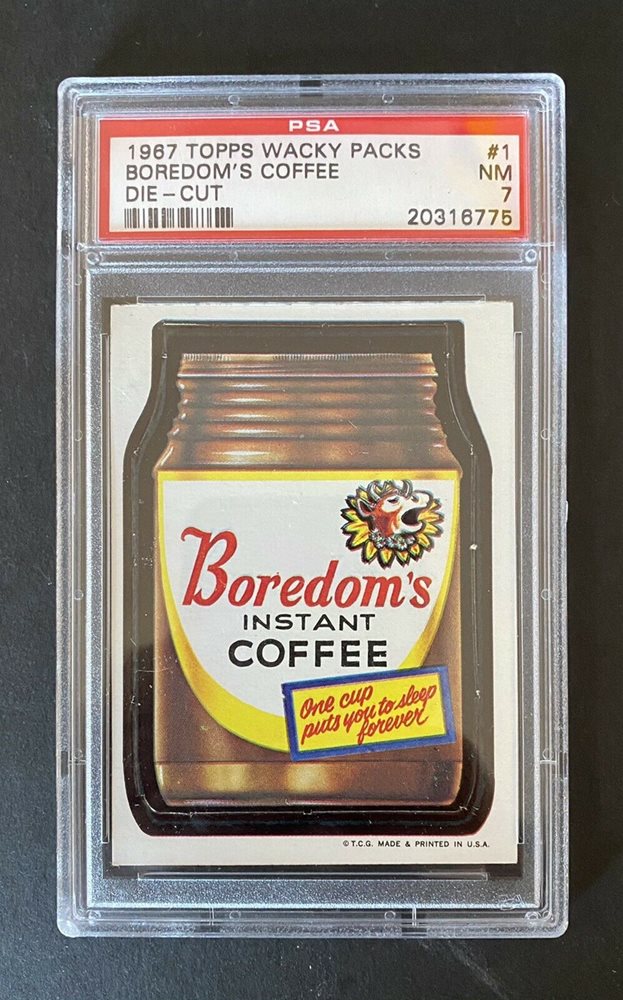 PSA
1967 TOPPS WACKY PACKS #1
BOREDOM'S COFFEE NM
DIE-CUT 7
20316775
Boredom's
INSTANT
COFFEE
One cup
puts you to sleep
forever
© T.C.G. MADE & PRINTED IN U.S.A.